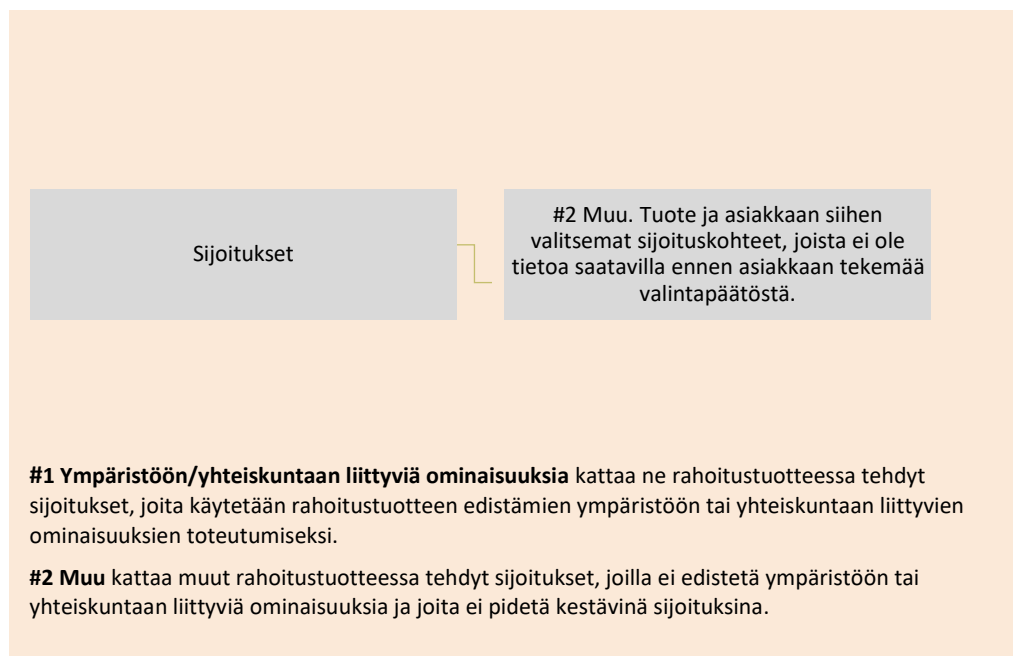 Sijoitukset
#2 Muu. Tuote ja asiakkaan siihen
valitsemat sijoituskohteet, joista ei ole
tietoa saatavilla ennen asiakkaan tekemää
valintapäätöstä.
#1 Ympäristöön/yhteiskuntaan liittyviä ominaisuuksia kattaa ne rahoitustuotteessa tehdyt
sijoitukset, joita käytetään rahoitustuotteen edistämien ympäristöön tai yhteiskuntaan liittyvien
ominaisuuksien toteutumiseksi.
#2 Muu kattaa muut rahoitustuotteessa tehdyt sijoitukset, joilla ei edistetä ympäristöön tai
yhteiskuntaan liittyviä ominaisuuksia ja joita ei pidetä kestävinä sijoituksina.